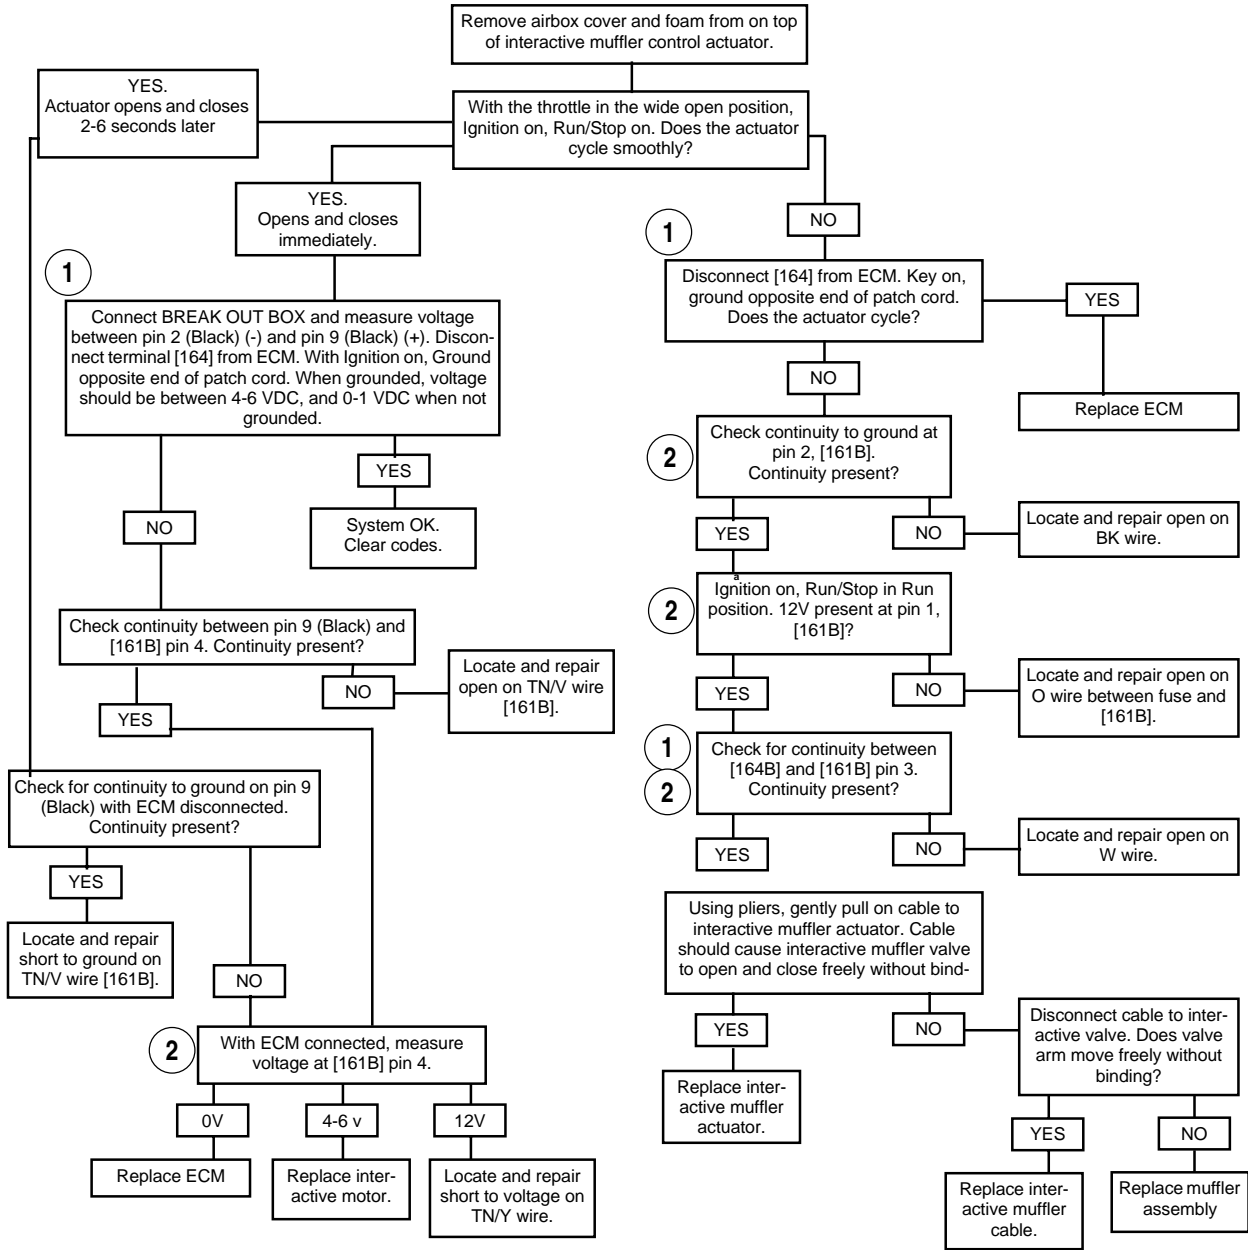 Remove airbox cover and foam from on top
of interactive muffler control actuator.
YES.
Actuator opens and closes
2-6 seconds later
With the throttle in the wide open position,
Ignition on, Run/Stop on. Does the actuator
cycle smoothly?
YES.
Opens and closes
immediately.
NO
1
1
Disconnect [164] from ECM. Key on,
ground opposite end of patch cord.
Does the actuator cycle?
YES
Connect BREAK OUT BOX and measure voltage
between pin 2 (Black) (-) and pin 9 (Black) (+). Discon-
nect terminal [164] from ECM. With Ignition on, Ground
opposite end of patch cord. When grounded, voltage
should be between 4-6 VDC, and 0-1 VDC when not
grounded.
NO
Replace ECM
2
Check continuity to ground at
pin 2, [161B].
Continuity present?
YES
NO
System OK.
Clear codes.
YES
NO
Locate and repair open on
BK wire.
2
a
Ignition on, Run/Stop in Run
position. 12V present at pin 1,
[161B]?
Check continuity between pin 9 (Black) and
[161B] pin 4. Continuity present?
YES
NO
Locate and repair
open on TN/V wire
[161B].
YES
NO
Locate and repair open on
O wire between fuse and
[161B].
1
2
Check for continuity between
[164B] and [161B] pin 3.
Continuity present?
Check for continuity to ground on pin 9
(Black) with ECM disconnected.
Continuity present?
YES
NO
Locate and repair open on
W wire.
YES
NO
Locate and repair
short to ground on
TN/V wire [161B].
Using pliers, gently pull on cable to
interactive muffler actuator. Cable
should cause interactive muffler valve
to open and close freely without bind-
YES
NO
Disconnect cable to inter-
active valve. Does valve
arm move freely without
binding?
2
With ECM connected, measure
voltage at [161B] pin 4.
0V
4-6 v
12V
Replace inter-
active muffler
actuator.
YES
NO
Replace ECM
Replace inter-
active motor.
Locate and repair
short to voltage on
TN/Y wire.
Replace inter-
active muffler
cable.
Replace muffler
assembly